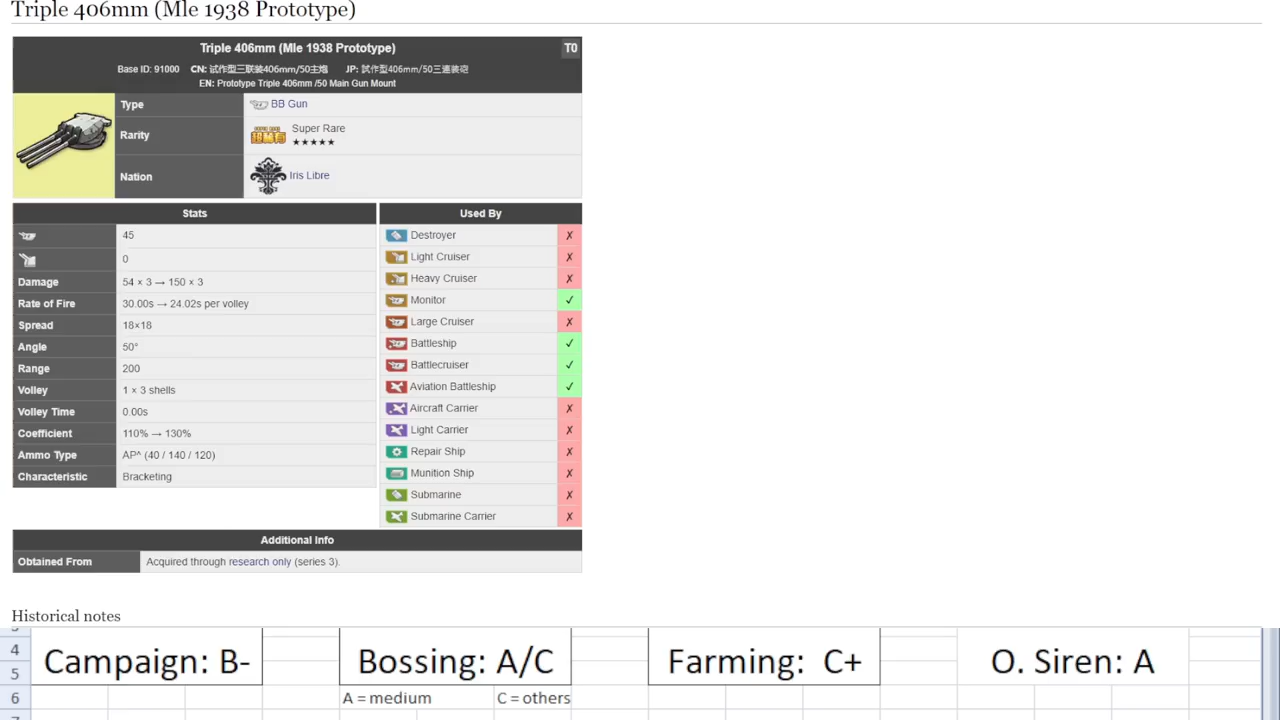 Triple 406mm (Mle 1938 Prototype)
Triple 406mm (Mle 1938 Prototype) T0
Base ID: 91000 CN: 試作型三联装406mm/50主炮 JP: 試作型406mm/50三連装砲
EN: Prototype Triple 406mm /50 Main Gun Mount
Type BB Gun
Rarity Super Rare
★★★★★
Nation Iris Libre
Stats
45
0
Damage 54 × 3 → 150 × 3
Rate of Fire 30.00s → 24.02s per volley
Spread 18×18
Angle 50°
Range 200
Volley 1 × 3 shells
Volley Time 0.00s
Coefficient 110% → 130%
Ammo Type AP^ (40 / 140 / 120)
Characteristic Bracketing
Used By
Destroyer ✗
Light Cruiser ✗
Heavy Cruiser ✗
Monitor ✓
Large Cruiser ✗
Battleship ✓
Battlecruiser ✓
Aviation Battleship ✓
Aircraft Carrier ✗
Light Carrier ✗
Repair Ship ✗
Munition Ship ✗
Submarine ✗
Submarine Carrier ✗
Additional Info
Obtained From Acquired through research only (series 3).
Historical notes
4
5
6
Campaign: B- Bossing: A/C Farming: C+ O. Siren: A
A = medium C = others